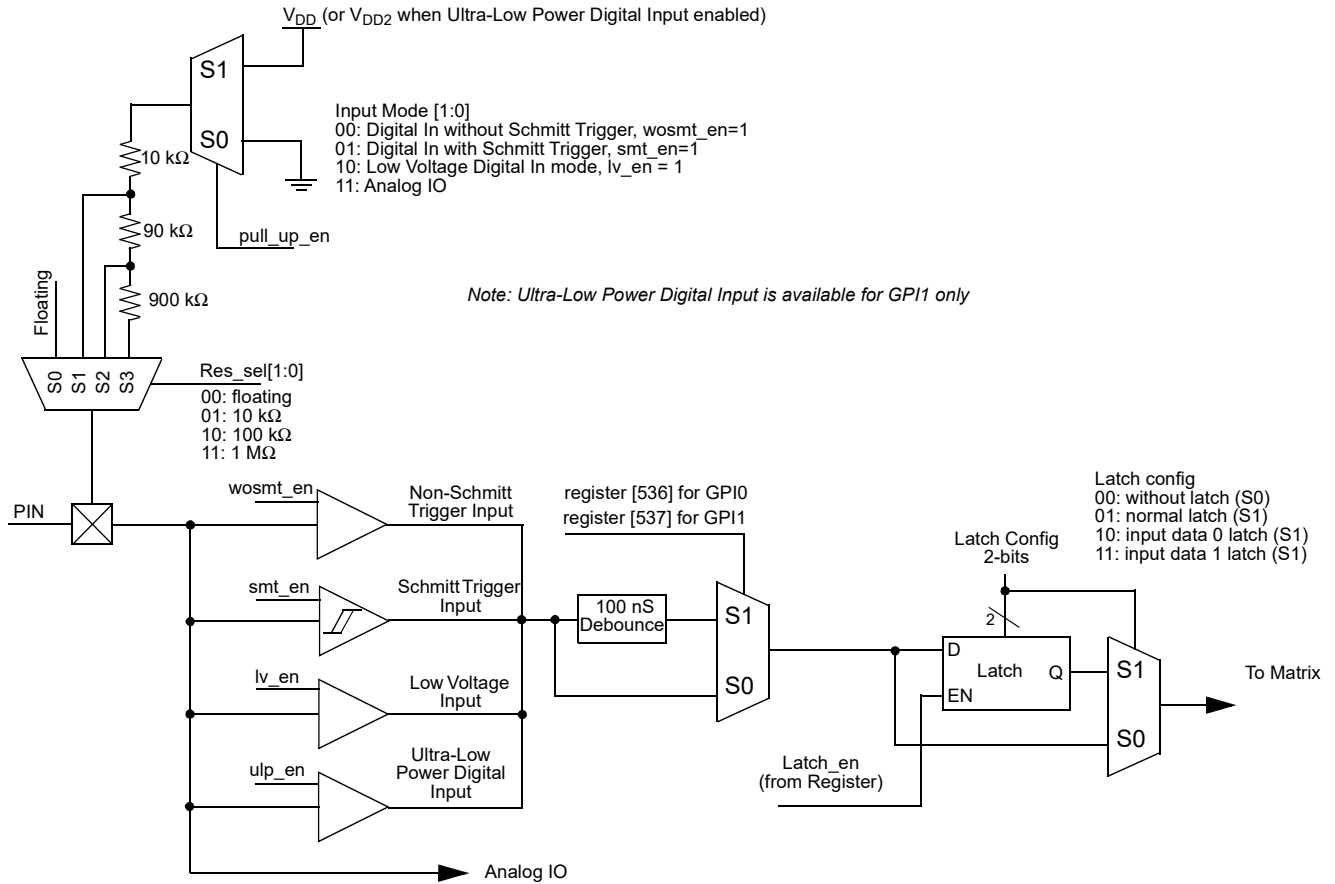 VDD (or VDD2 when Ultra-Low Power Digital Input enabled)
S1
S0
Input Mode [1:0]
00: Digital In without Schmitt Trigger, wosmt_en=1
01: Digital In with Schmitt Trigger, smt_en=1
10: Low Voltage Digital In mode, lv_en = 1
11: Analog IO
10 kΩ
90 kΩ
pull_up_en
900 kΩ
Note: Ultra-Low Power Digital Input is available for GPI1 only
Floating
S0
S1
S2
S3
Res_sel[1:0]
00: floating
01: 10 kΩ
10: 100 kΩ
11: 1 MΩ
PIN
wosmt_en
Non-Schmitt
Trigger Input
smt_en
Schmitt Trigger
Input
lv_en
Low Voltage
Input
ulp_en
Ultra-Low
Power Digital
Input
Analog IO
register [536] for GPI0
register [537] for GPI1
100 nS
Debounce
S1
S0
Latch Config
2-bits
2
D
Latch
Q
EN
Latch_en
(from Register)
Latch config
00: without latch (S0)
01: normal latch (S1)
10: input data 0 latch (S1)
11: input data 1 latch (S1)
S1
S0
To Matrix